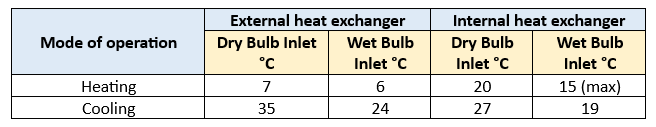 Mode of operation
External heat exchanger
Internal heat exchanger
Dry Bulb Inlet
°C
Wet Bulb
Inlet °C
Dry Bulb
Inlet °C
Wet Bulb
Inlet °C
Heating 7 6 20 15 (max)
Cooling 35 24 27 19